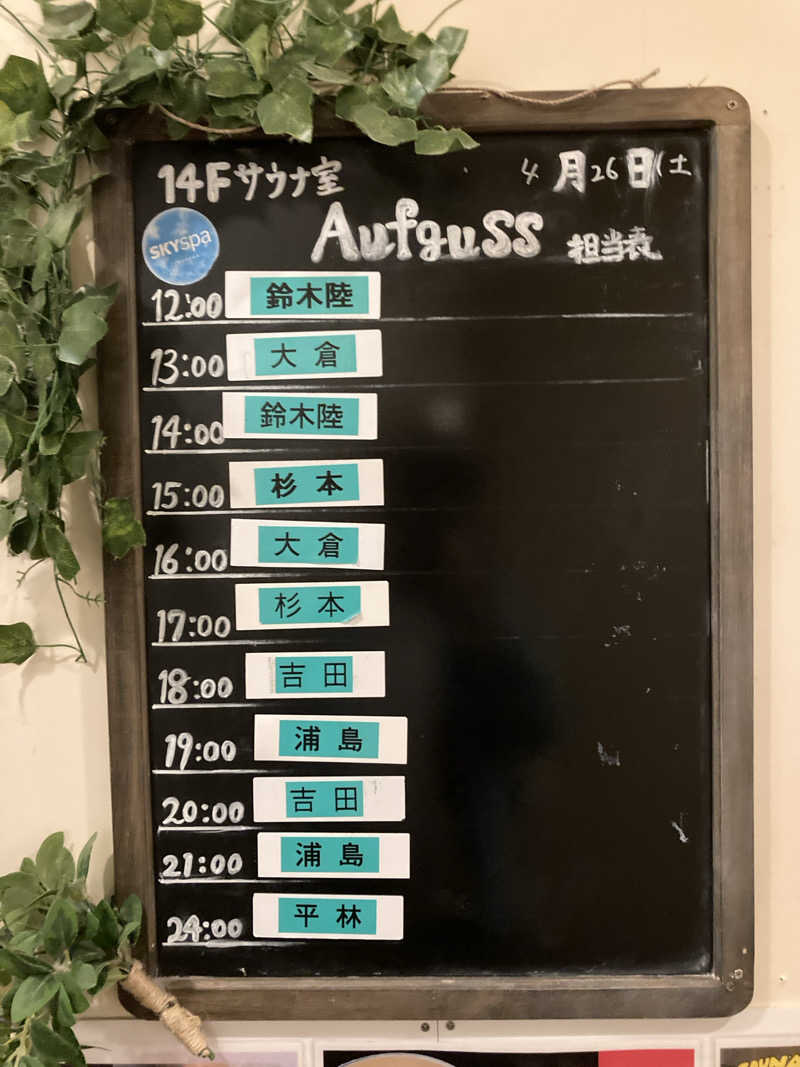 14Fサウナ室
4月26日(土
SKYspa
Aufguss 担当表
12:00 鈴木陸
13:00 大倉
14:00 鈴木陸
15:00 杉本
16:00 大倉
17:00 杉本
18:00 吉田
19:00 浦島
20:00 吉田
21:00 浦島
24:00 平林